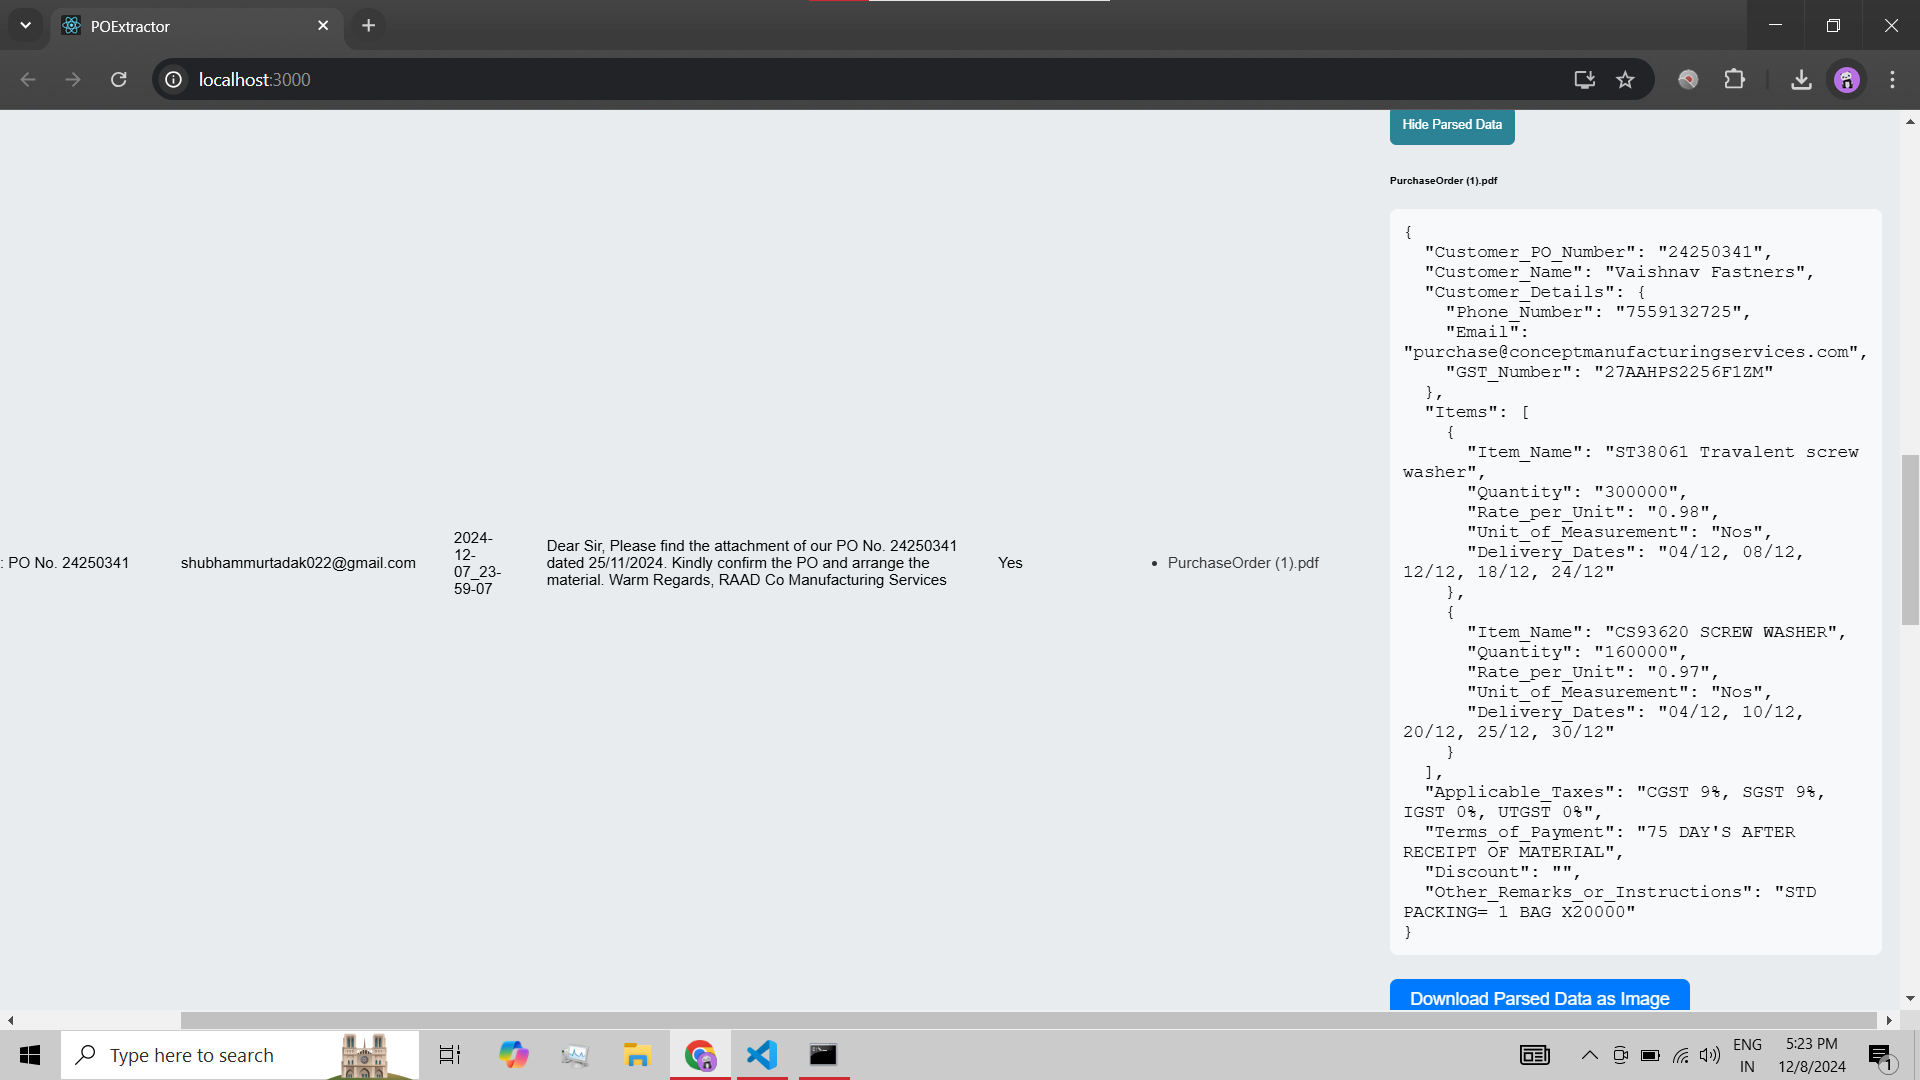 POExtractor
localhost:3000
Hide Parsed Data
PurchaseOrder (1).pdf
: PO No. 24250341
shubhammurtadak022@gmail.com
2024-
12-
07_23-
59-07
Dear Sir, Please find the attachment of our PO No. 24250341
dated 25/11/2024. Kindly confirm the PO and arrange the
material. Warm Regards, RAAD Co Manufacturing Services
Yes
• PurchaseOrder (1).pdf
{
"Customer_PO_Number": "24250341",
"Customer_Name": "Vaishnav Fastners",
"Customer_Details": {
"Phone_Number": "7559132725",
"Email":
"purchase@conceptmanufacturingservices.com",
"GST_Number": "27AAHPS2256F1ZM"
},
"Items": [
{
"Item_Name": "ST38061 Travalent screw
washer",
"Quantity": "300000",
"Rate_per_Unit": "0.98",
"Unit_of_Measurement": "Nos",
"Delivery_Dates": "04/12, 08/12,
12/12, 18/12, 24/12"
},
{
"Item_Name": "CS93620 SCREW WASHER",
"Quantity": "160000",
"Rate_per_Unit": "0.97",
"Unit_of_Measurement": "Nos",
"Delivery_Dates": "04/12, 10/12,
20/12, 25/12, 30/12"
}
],
"Applicable_Taxes": "CGST 9%, SGST 9%,
IGST 0%, UTGST 0%",
"Terms_of_Payment": "75 DAY'S AFTER
RECEIPT OF MATERIAL",
"Discount": "",
"Other_Remarks_or_Instructions": "STD
PACKING= 1 BAG X20000"
}
Download Parsed Data as Image
Type here to search
ENG
IN
5:23 PM
12/8/2024
1